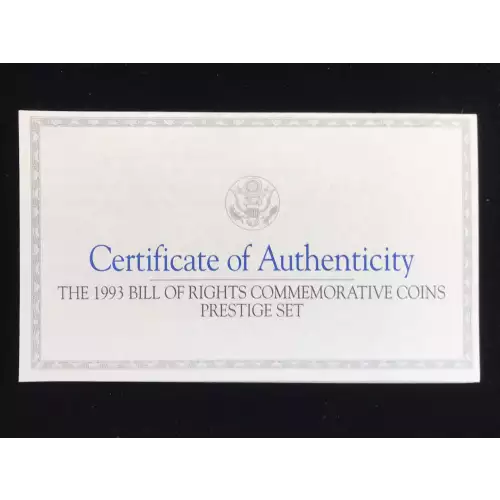 Certificate of Authenticity
THE 1993 BILL OF RIGHTS COMMEMORATIVE COINS
PRESTIGE SET